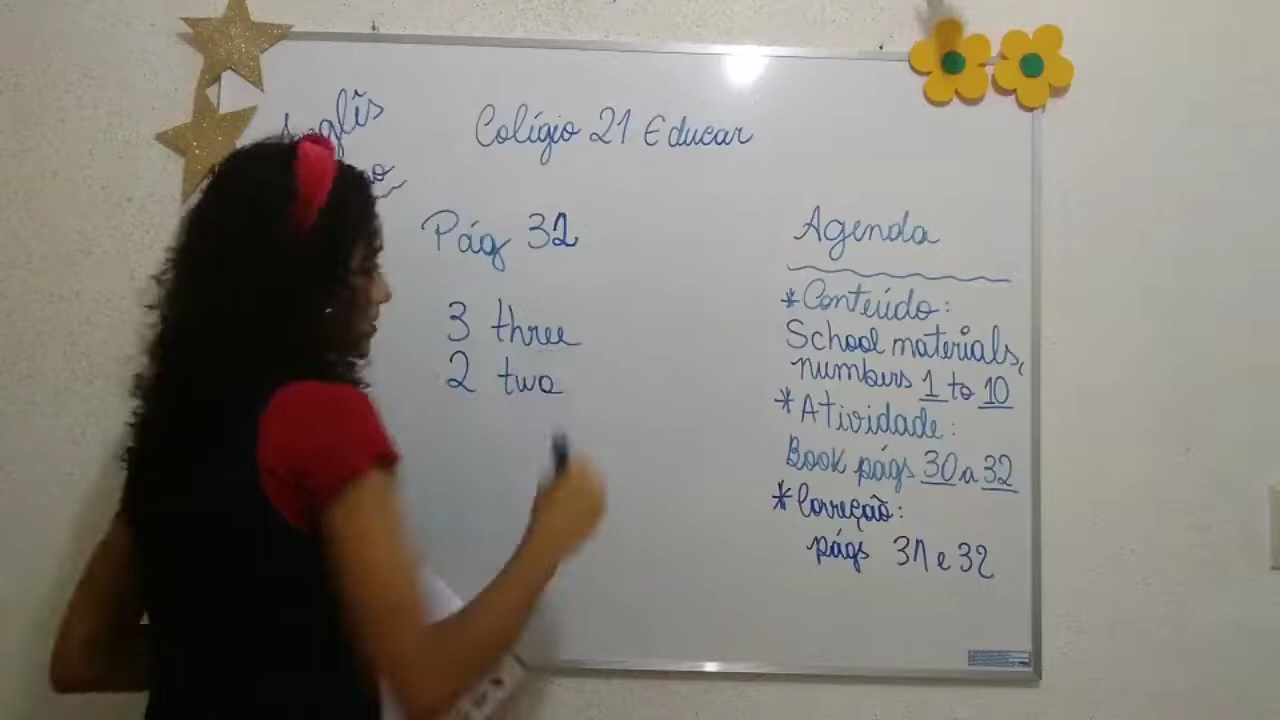 Inglês
Colégio 21 Educar
Pág 32
3 three
2 two
Agenda
*Conteúdo:
School materials,
numbers 1 to 10
*Atividade:
Book págs 30 a 32
*Correção:
págs 31 e 32